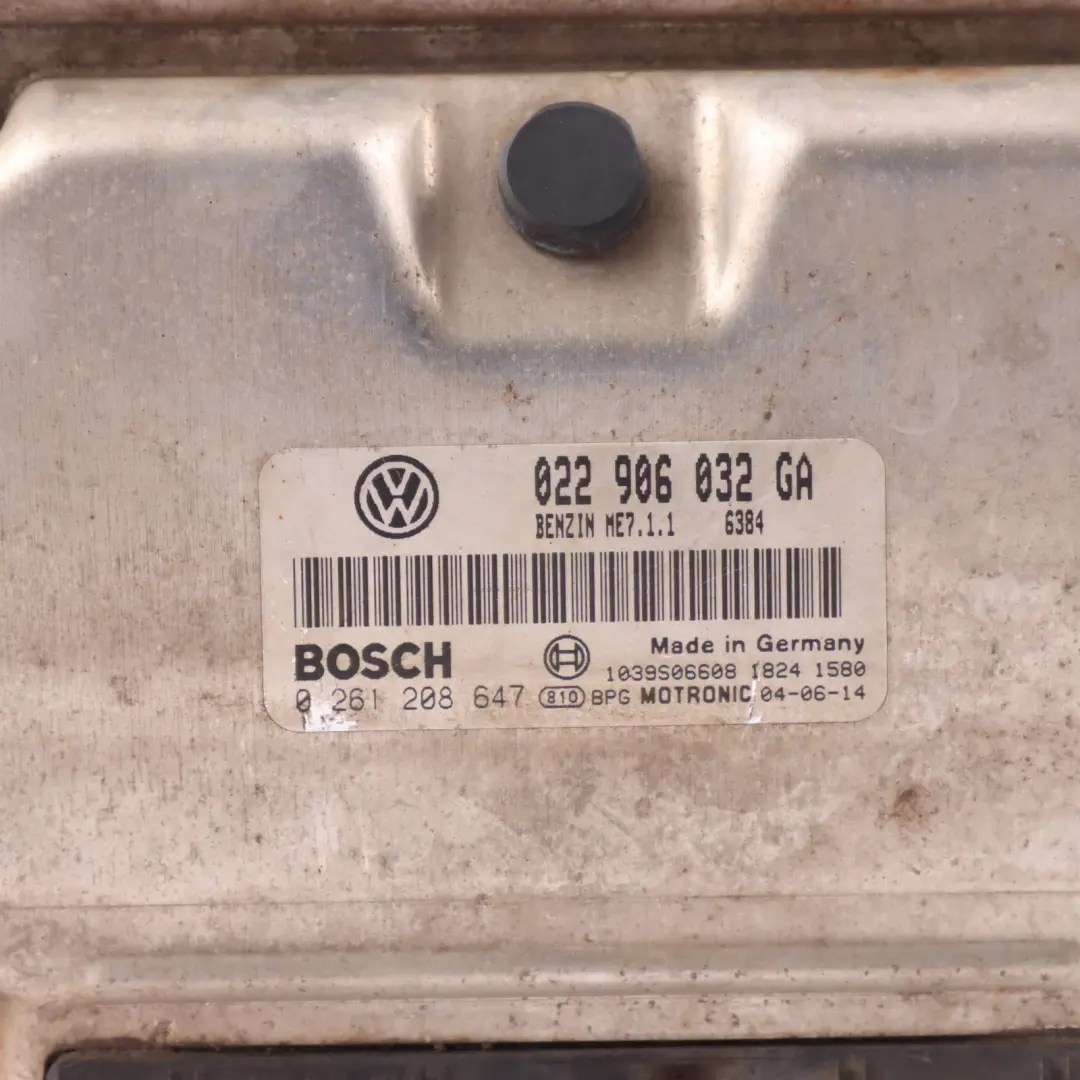 022 906 032 GA
BENZIN ME7.1.1 6384
BOSCH
Made in Germany
1039S06608 1824 1580
0 261 208 647 810 BPG MOTRONIC 04-06-14